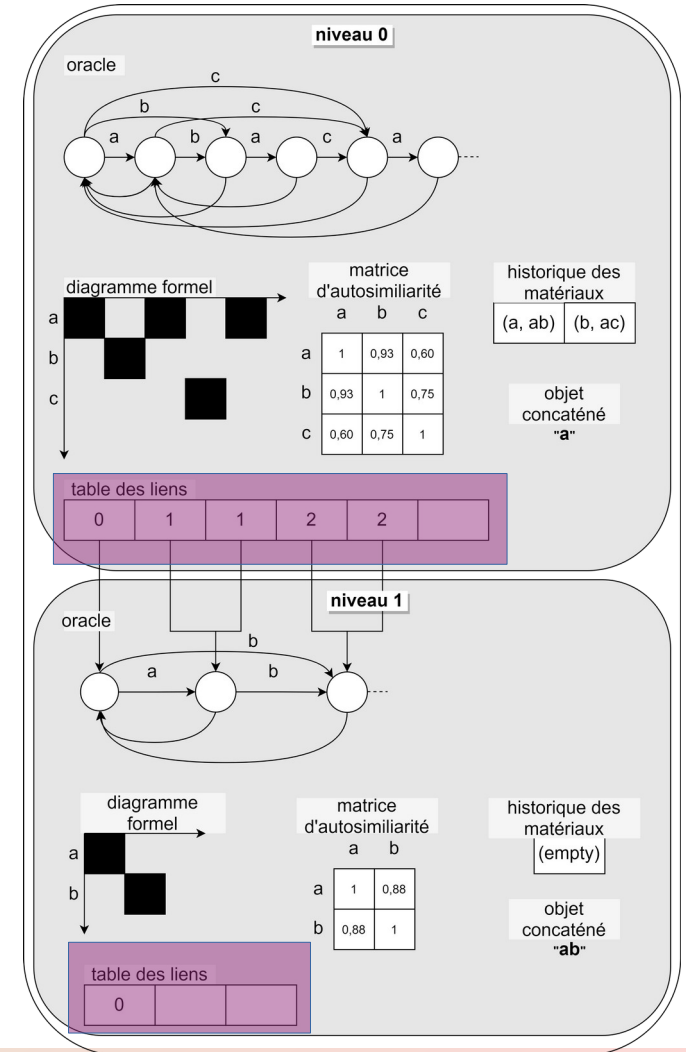 niveau 0
oracle
c
b
c
a
b
a
c
a
diagramme formel
a
b
c
matrice
d'autosimiliarité
a b c
a 1 0,93 0,60
b 0,93 1 0,75
c 0,60 0,75 1
historique des
matériaux
(a, ab) (b, ac)
objet
concaténé
"a"
table des liens
0 1 1 2 2
niveau 1
oracle
b
a
b
diagramme
formel
a
b
matrice
d'autosimiliarité
a b
a 1 0,88
b 0,88 1
historique des
matériaux
(empty)
objet
concaténé
"ab"
table des liens
0